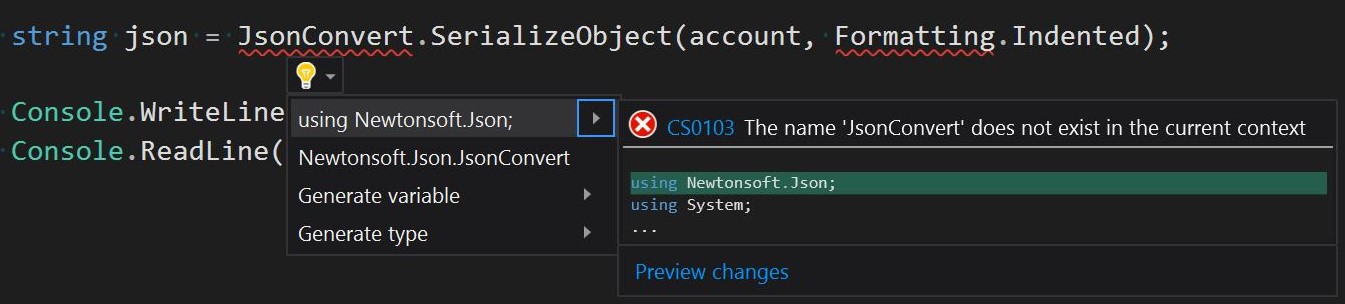 string json = JsonConvert.SerializeObject(account, Formatting.Indented);
Console.WriteLine
Console.ReadLine(
using Newtonsoft.Json;
Newtonsoft.Json.JsonConvert
Generate variable
Generate type
CS0103 The name 'JsonConvert' does not exist in the current context
using Newtonsoft.Json;
using System;
...
Preview changes